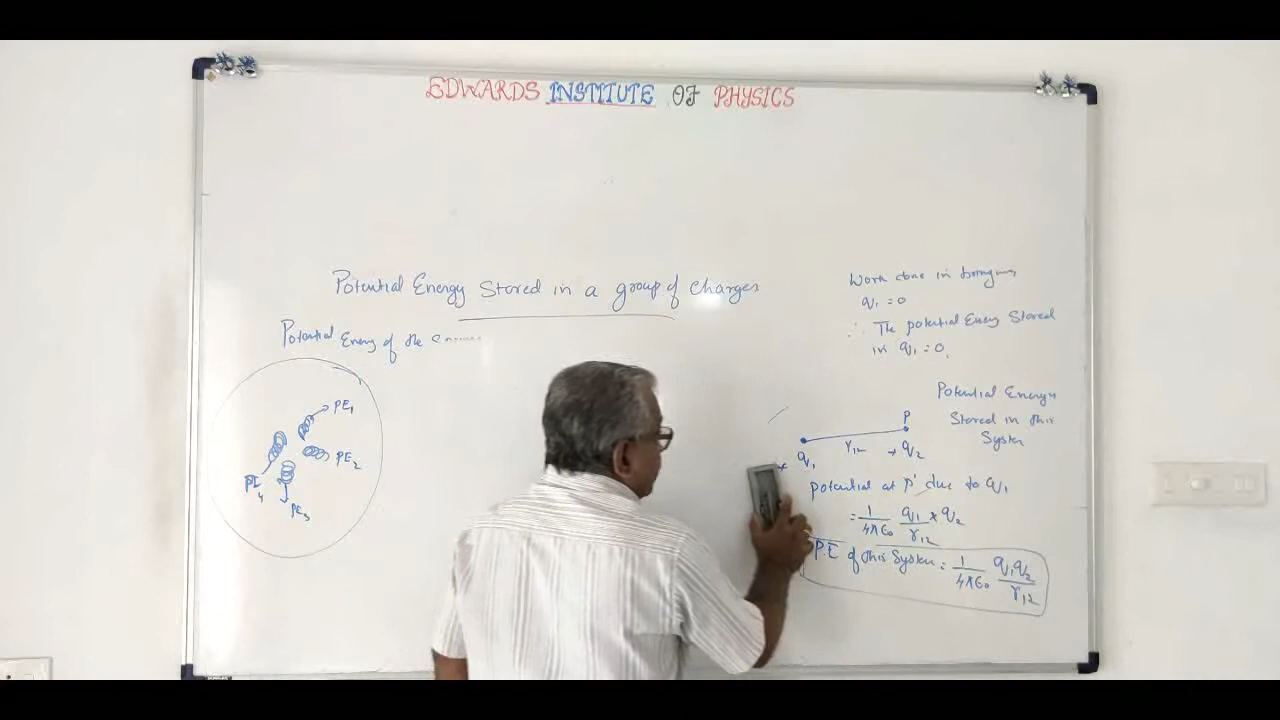 EDWARDS INSTITUTE OF PHYSICS
Potential Energy Stored in a group of charges
Potential Energy of the
PE₁
PE₂
PE₄
PE₃
Work done in
q₁ = 0
∴ The potential Energy Stored
in q₁ = 0,
Potential Energy
Stored in this
System
P
r₁₂
q₁
+ q₂
potential at P' due to q₁
= 1/4πϵ₀ q₁/r₁₂ × q₂
P.E of this System = 1/4πϵ₀ q₁q₂/r₁₂